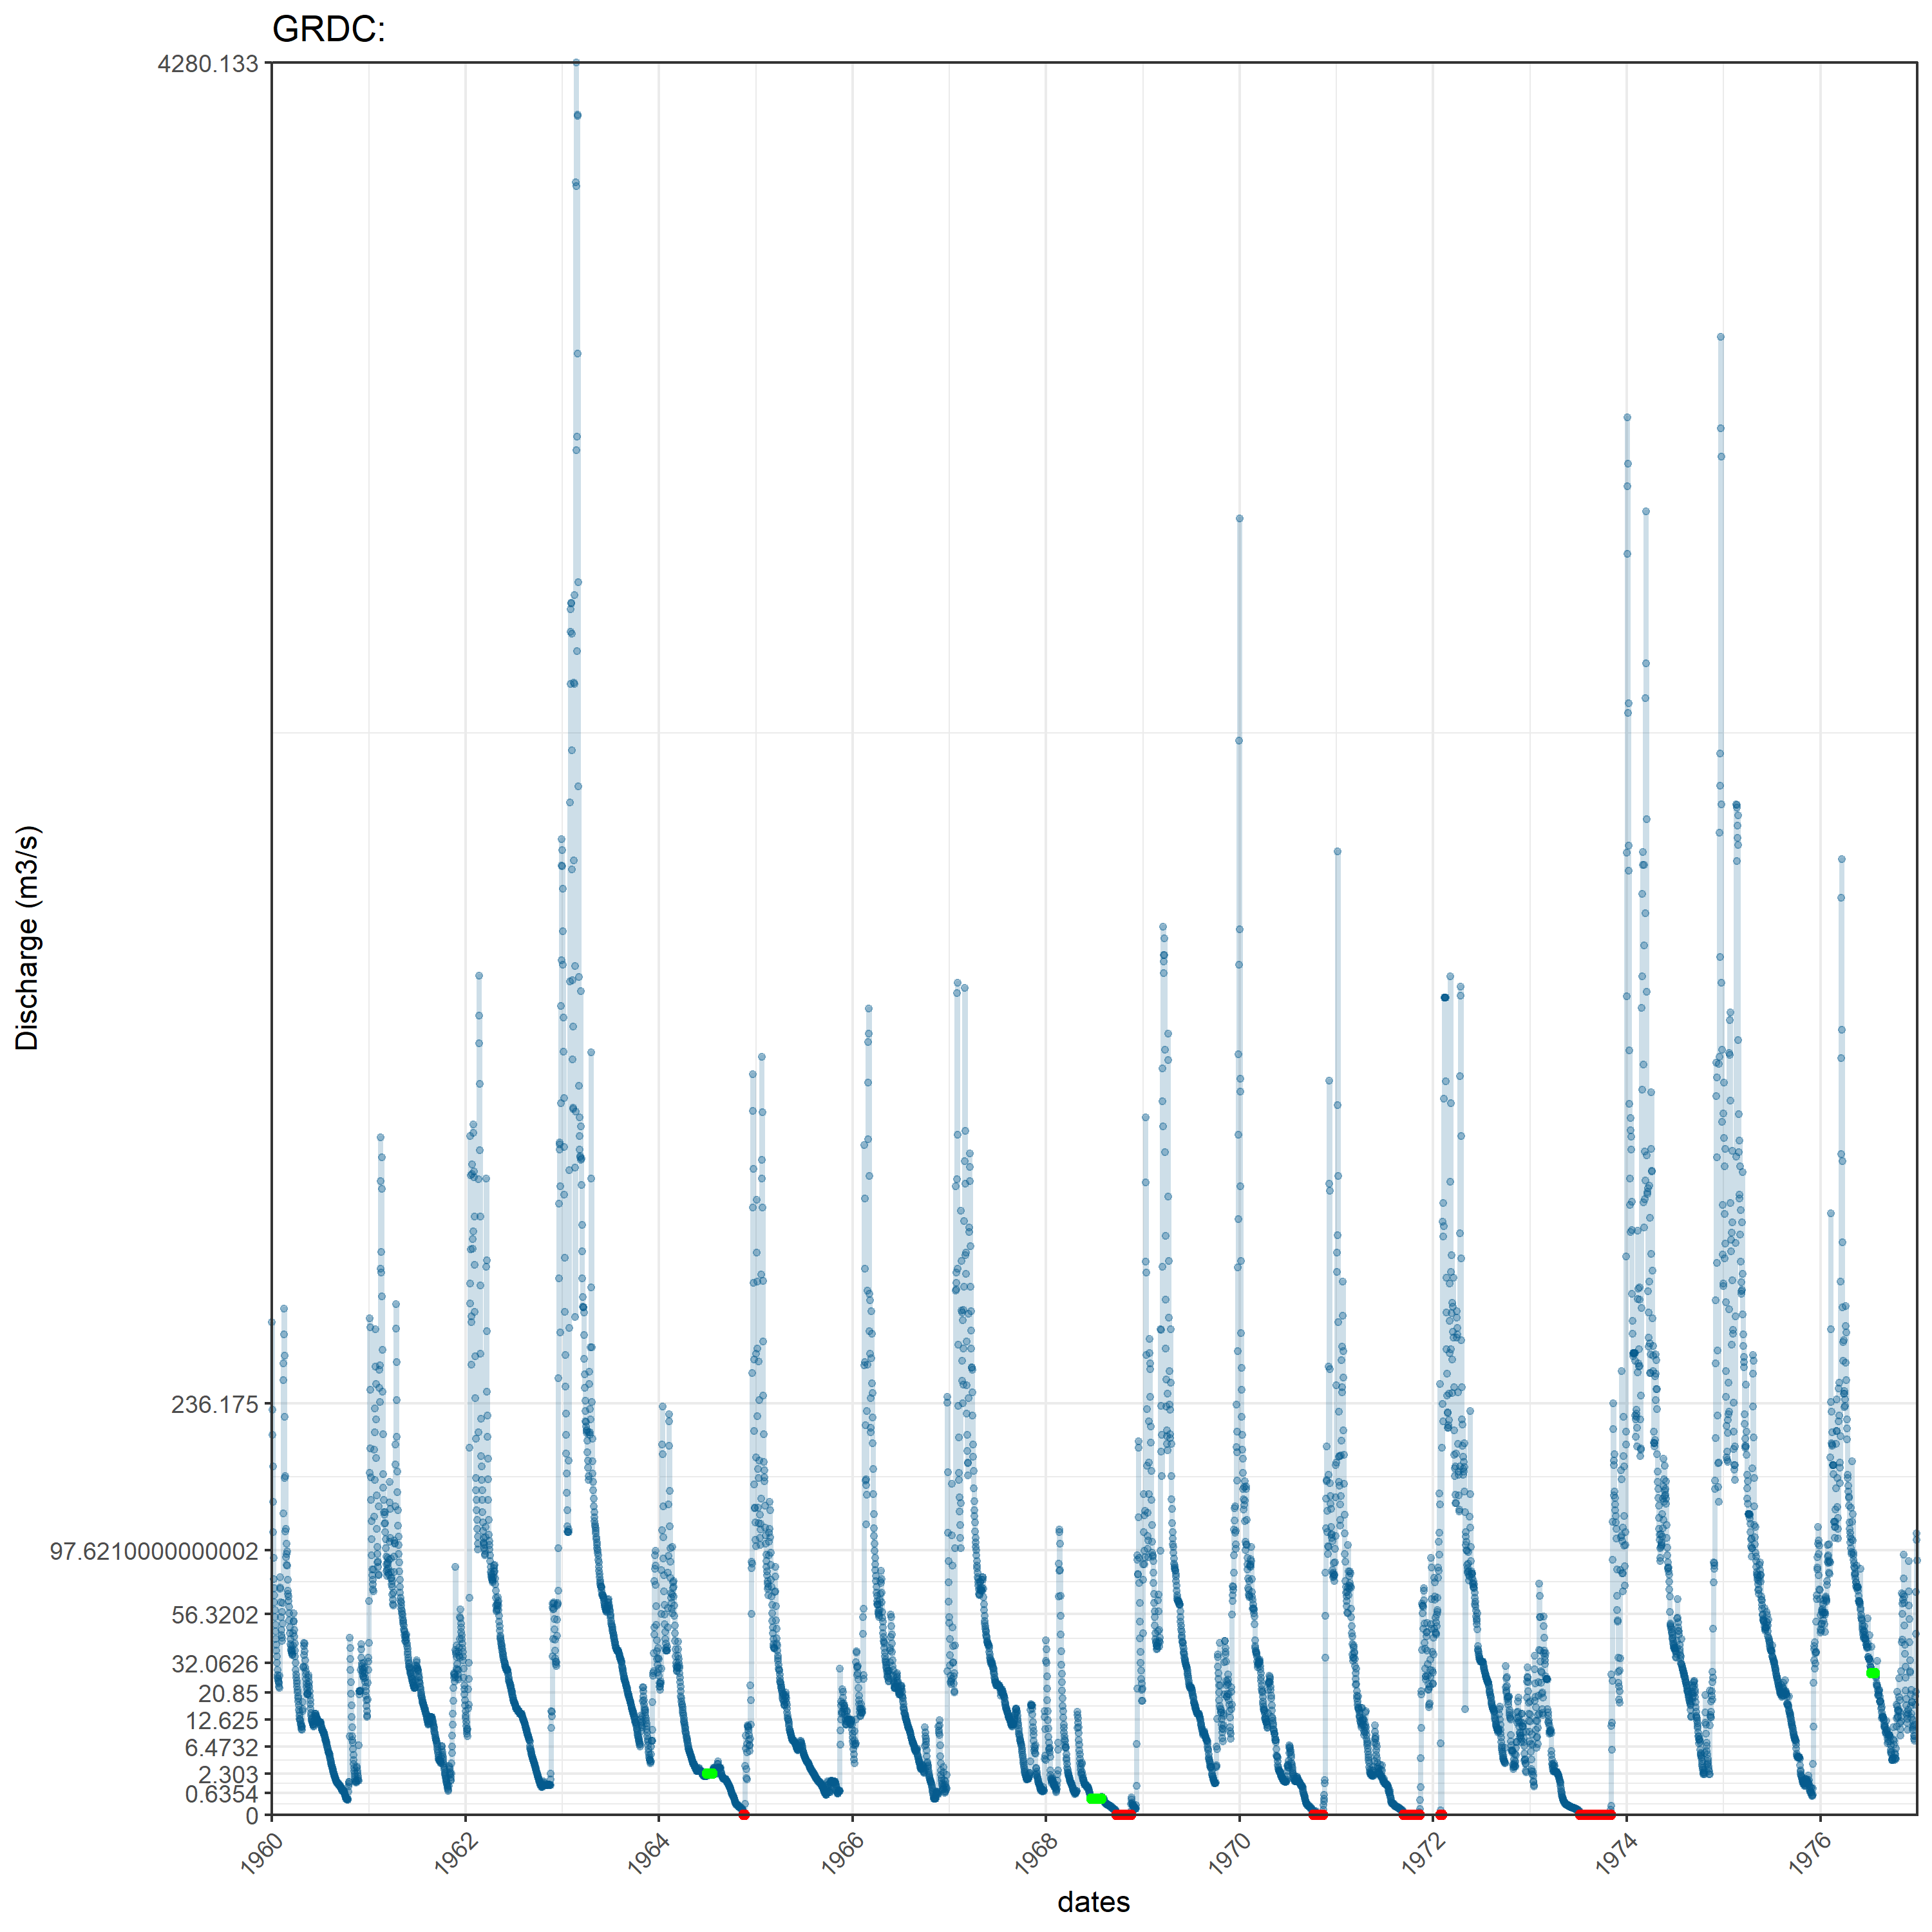 GRDC:
4280.133
236.175
97.6210000000002
56.3202
32.0626
20.85
12.625
6.4732
2.303
0.6354
0
Discharge (m3/s)
1960 1962 1964 1966 1968 1970 1972 1974 1976
dates